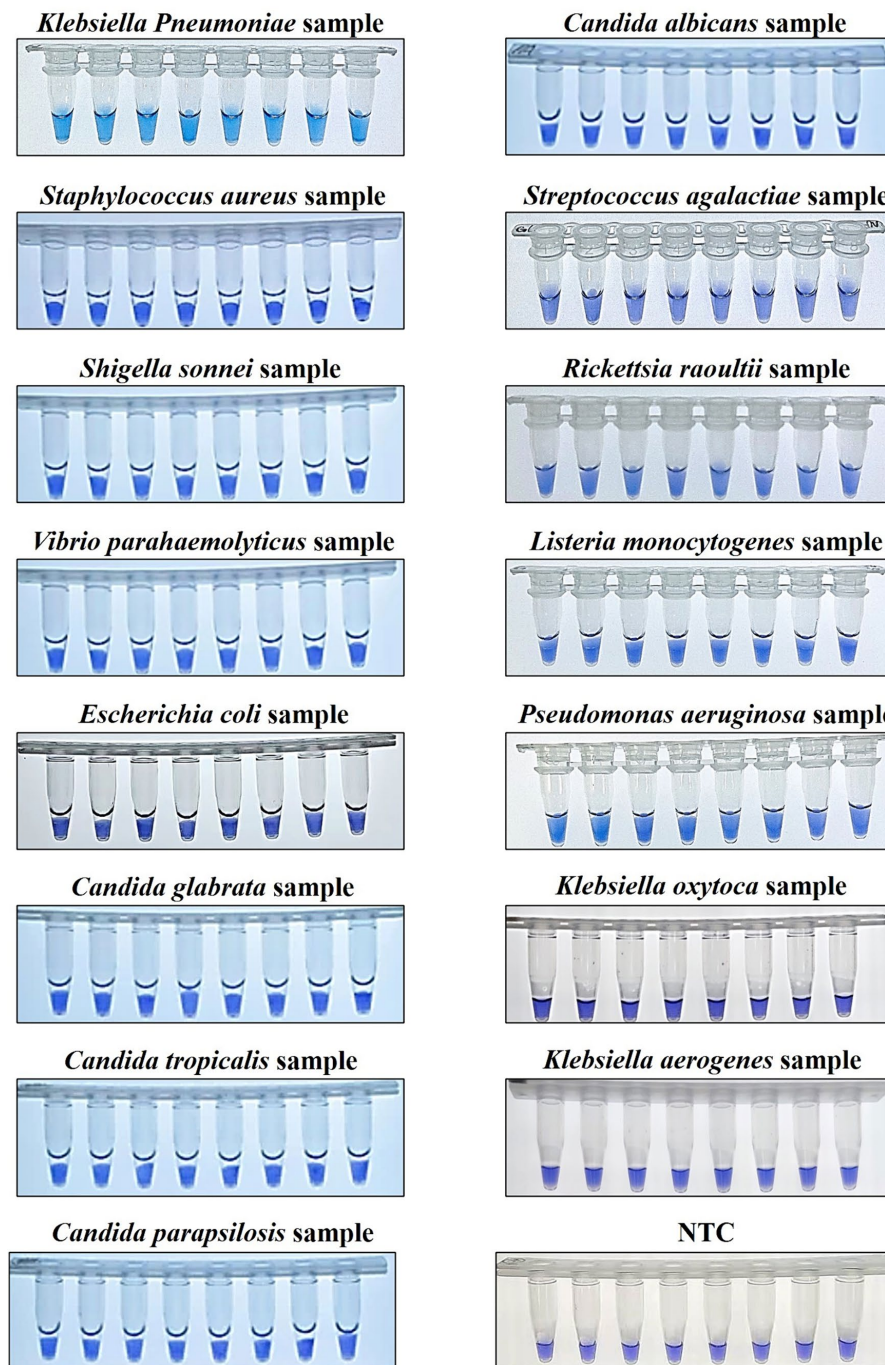 Klebsiella Pneumoniae sample
Candida albicans sample
Staphylococcus aureus sample
Streptococcus agalactiae sample
Shigella sonnei sample
Rickettsia raoultii sample
Vibrio parahaemolyticus sample
Listeria monocytogenes sample
Escherichia coli sample
Pseudomonas aeruginosa sample
Candida glabrata sample
Klebsiella oxytoca sample
Candida tropicalis sample
Klebsiella aerogenes sample
Candida parapsilosis sample
NTC